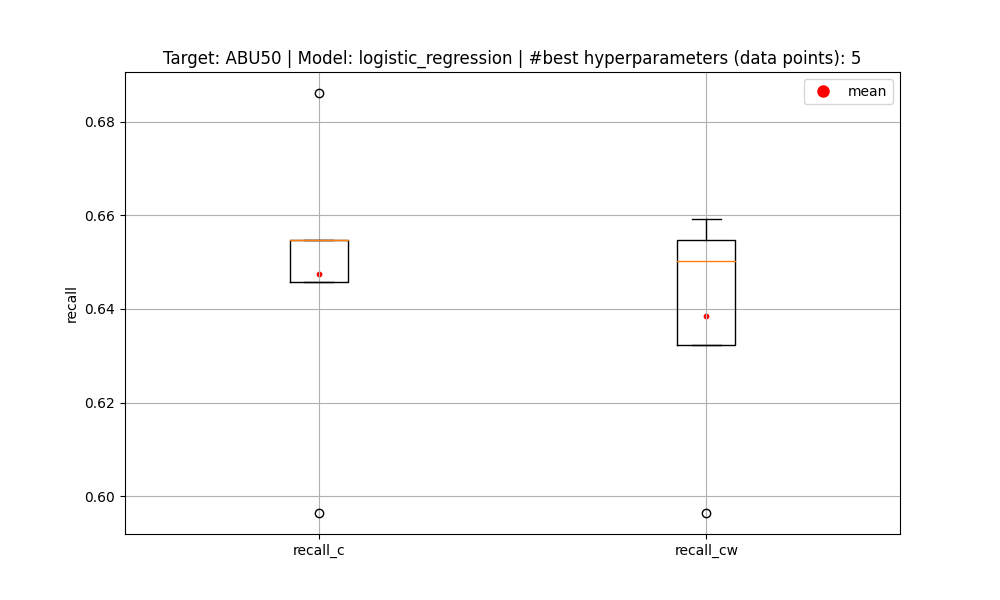 Target: ABU50 | Model: logistic_regression | #best hyperparameters (data points): 5
mean
0.68
0.66
0.64
0.62
0.60
recall
recall_c
recall_cw